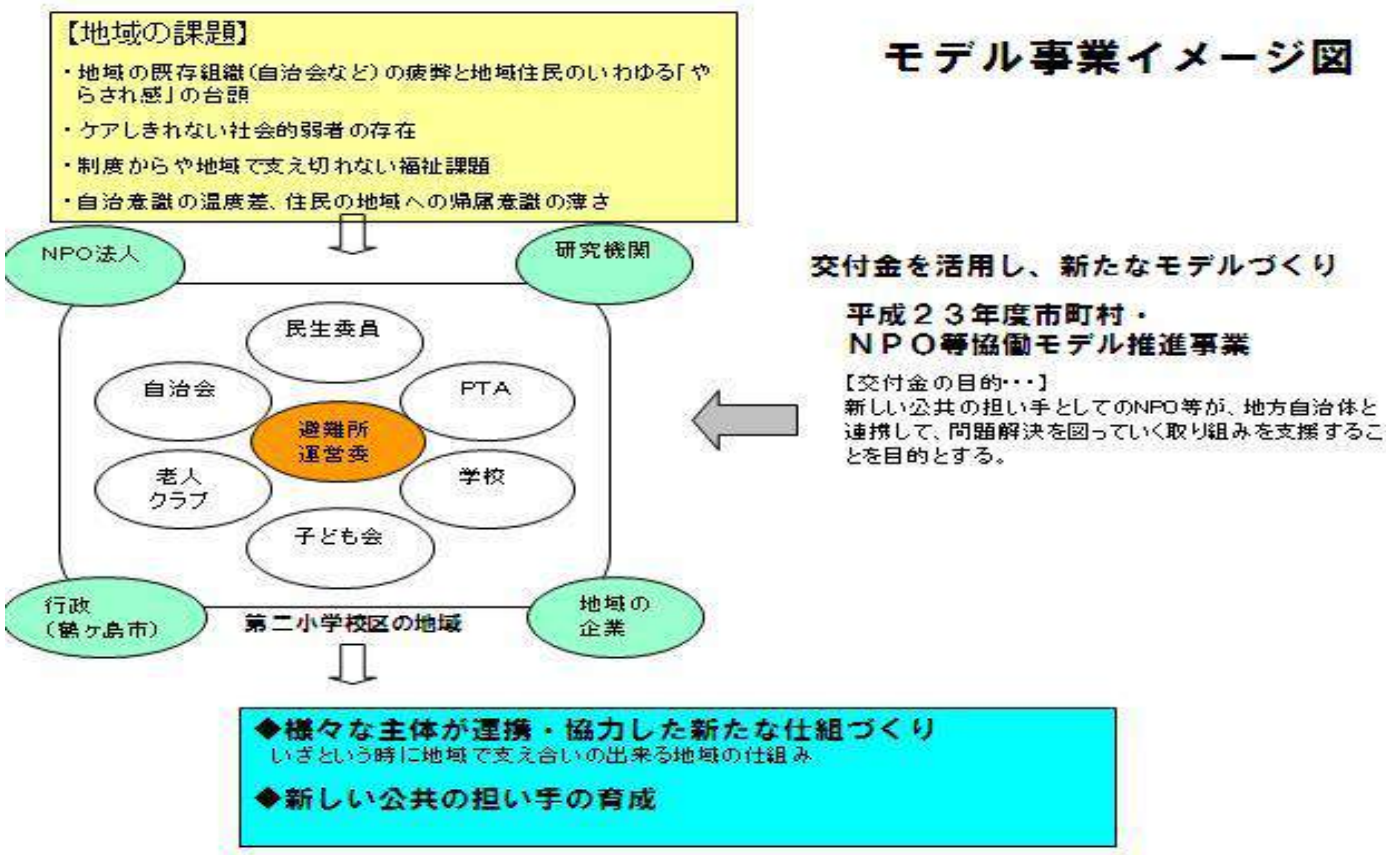 【地域の課題】
・地域の既存組織(自治会など)の疲弊と地域住民のいわゆる「や
らされ感」の台頭
・ケアしきれない社会的弱者の存在
・制度からや地域で支え切れない福祉課題
・自治意識の温度差、住民の地域への帰属意識の薄さ
モデル事業イメージ図
NPO法人
研究機関
民生委員
自治会
PTA
避難所
運営委
老人
クラブ
学校
子ども会
行政
(鶴ヶ島市)
第二小学校区の地域
地域の
企業
交付金を活用し、新たなモデルづくり
平成23年度市町村・
NPO等協働モデル推進事業
【交付金の目的・・・】
新しい公共の担い手としてのNPO等が、地方自治体と
連携して、問題解決を図っていく取り組みを支援するこ
とを目的とする。
◆様々な主体が連携・協力した新たな仕組づくり
いざという時に地域で支え合いの出来る地域の仕組み
◆新しい公共の担い手の育成